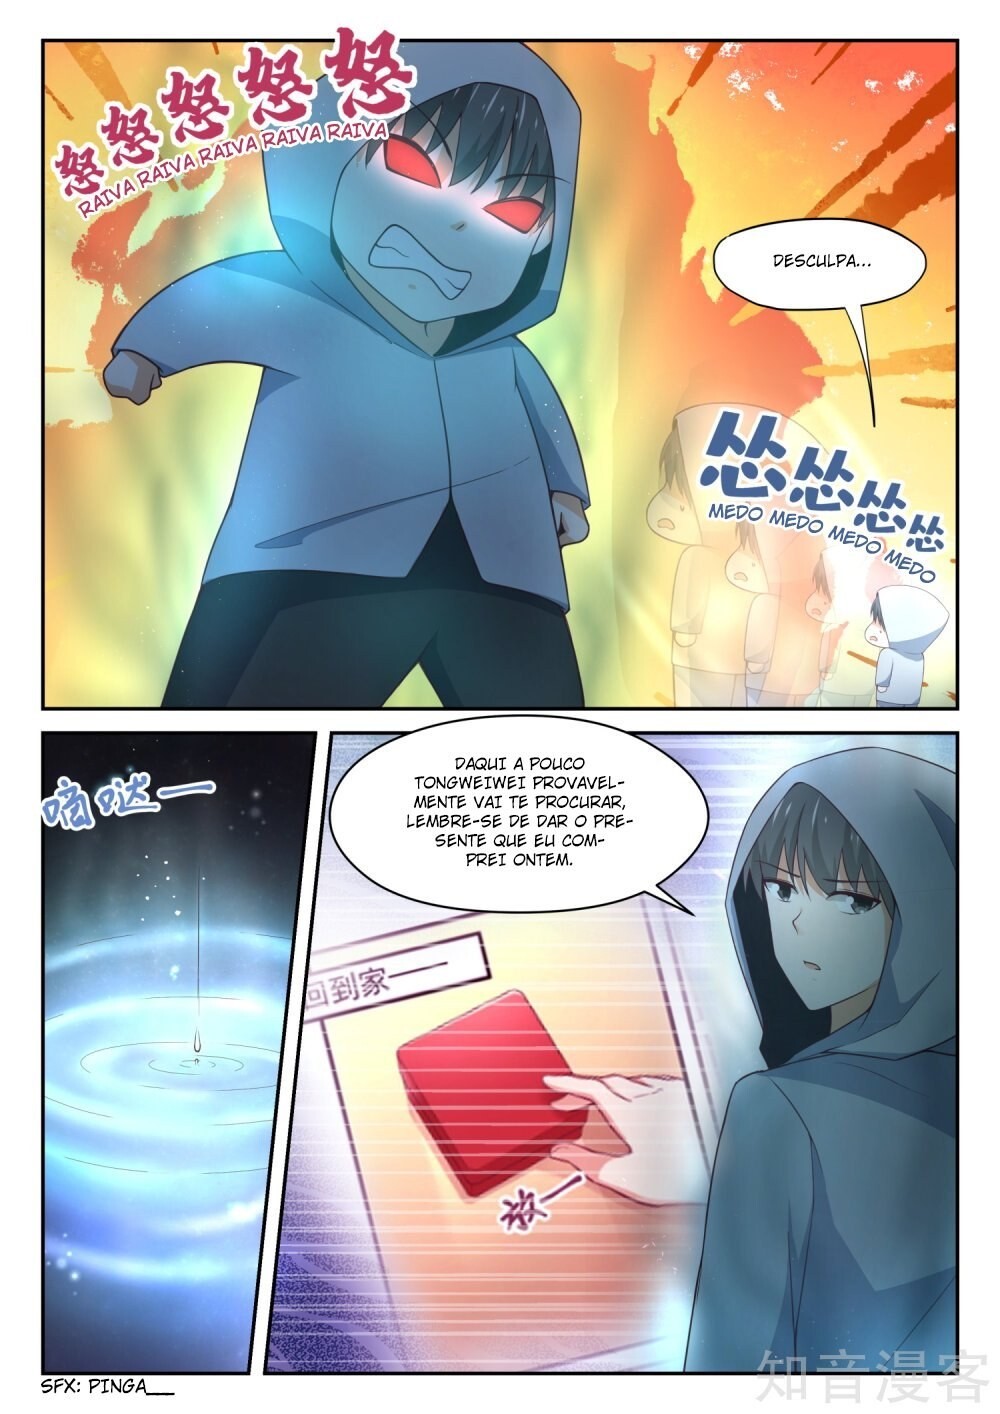 怒怒怒怒怒
RAIVA RAIVA RAIVA RAIVA RAIVA
DESCULPA...
怂怂怂怂
MEDO MEDO MEDO MEDO
嘀哒一
DAQUI A POUCO
TONGWEIWEI PROVAVEL-
MENTE VAI TE PROCURAR,
LEMBRE-SE DE DAR O PRE-
SENTE QUE EU COM-
PREI ONTEM.
回到家——
SFX: PINGA___
知音漫客